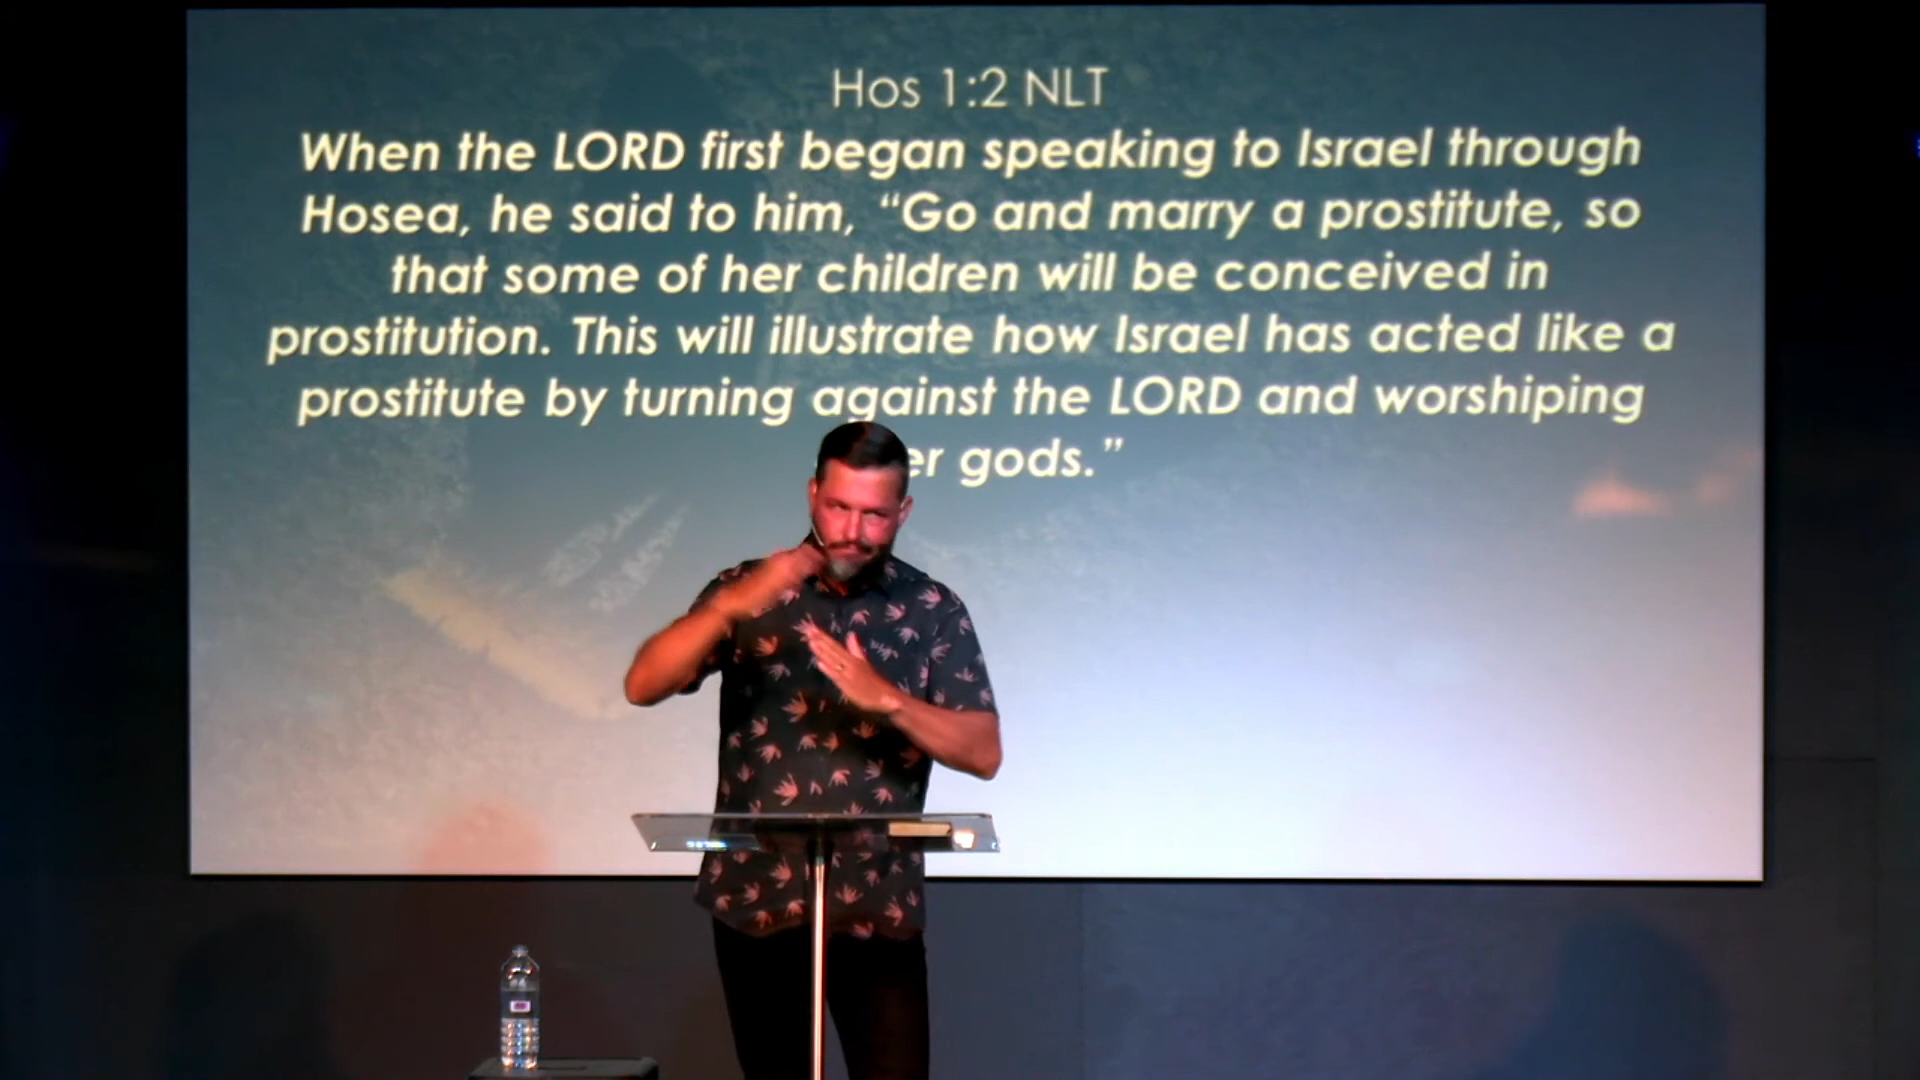 Hos 1:2 NLT
When the LORD first began speaking to Israel through
Hosea, he said to him, “Go and marry a prostitute, so
that some of her children will be conceived in
prostitution. This will illustrate how Israel has acted like a
prostitute by turning against the LORD and worshiping
er gods.”